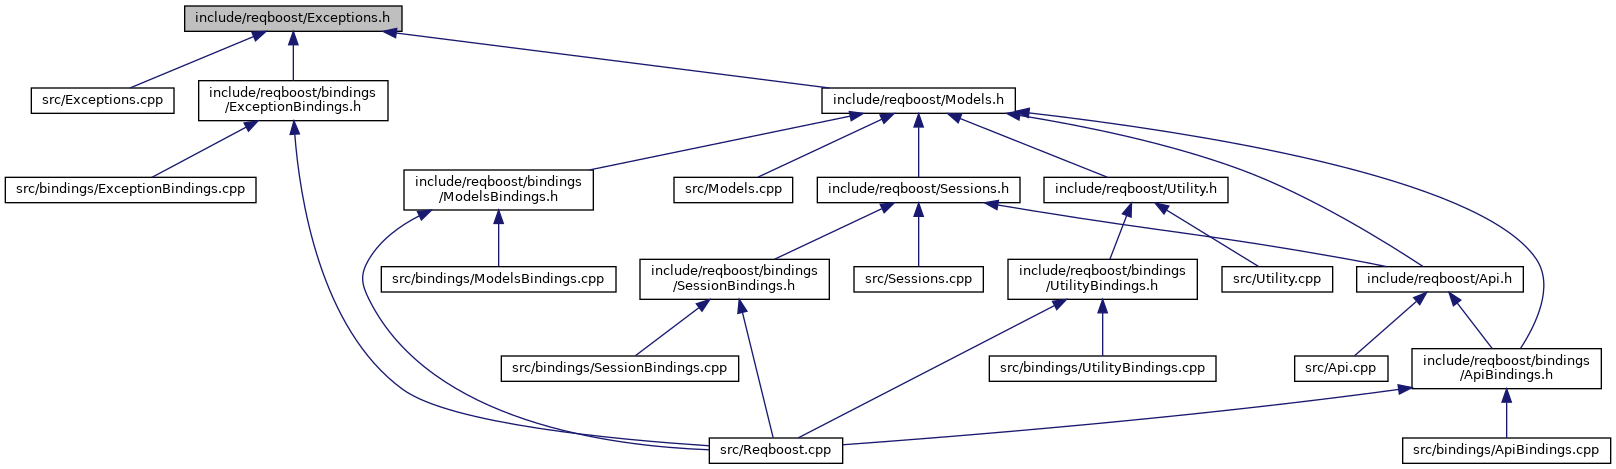 include/reqboost/Exceptions.h
src/Exceptions.cpp
include/reqboost/bindings
/ExceptionBindings.h
include/reqboost/Models.h
src/bindings/ExceptionBindings.cpp
include/reqboost/bindings
/ModelsBindings.h
src/Models.cpp
include/reqboost/Sessions.h
include/reqboost/Utility.h
src/bindings/ModelsBindings.cpp
include/reqboost/bindings
/SessionBindings.h
src/Sessions.cpp
include/reqboost/bindings
/UtilityBindings.h
src/Utility.cpp
include/reqboost/Api.h
src/bindings/SessionBindings.cpp
src/bindings/UtilityBindings.cpp
src/Api.cpp
include/reqboost/bindings
/ApiBindings.h
src/Reqboost.cpp
src/bindings/ApiBindings.cpp